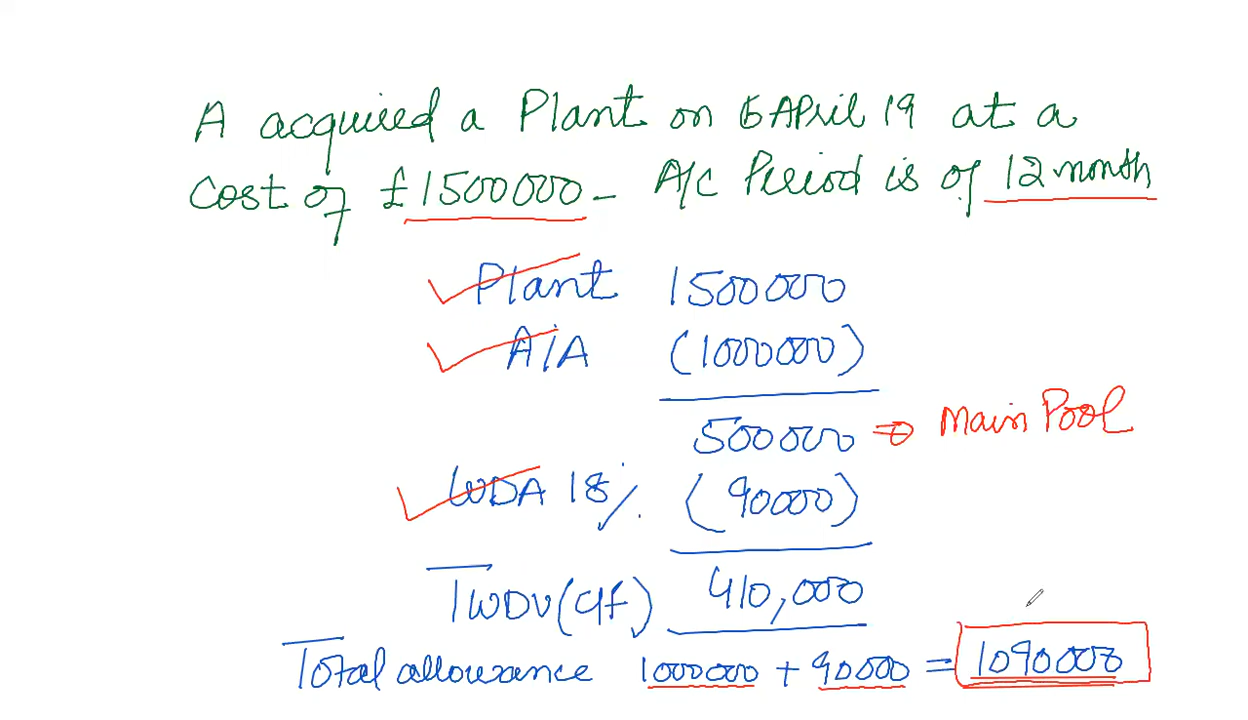 A acquired a Plant on 6 April 19 at a
cost of £1500000 - A/C Period is of 12 month
Plant 1500000
A/A (1000000)
500000 ⇒ Main Pool
WDA 18% (90000)
TWDV (c/f) 410,000
Total allowance 1000000 + 90000 = 1090000